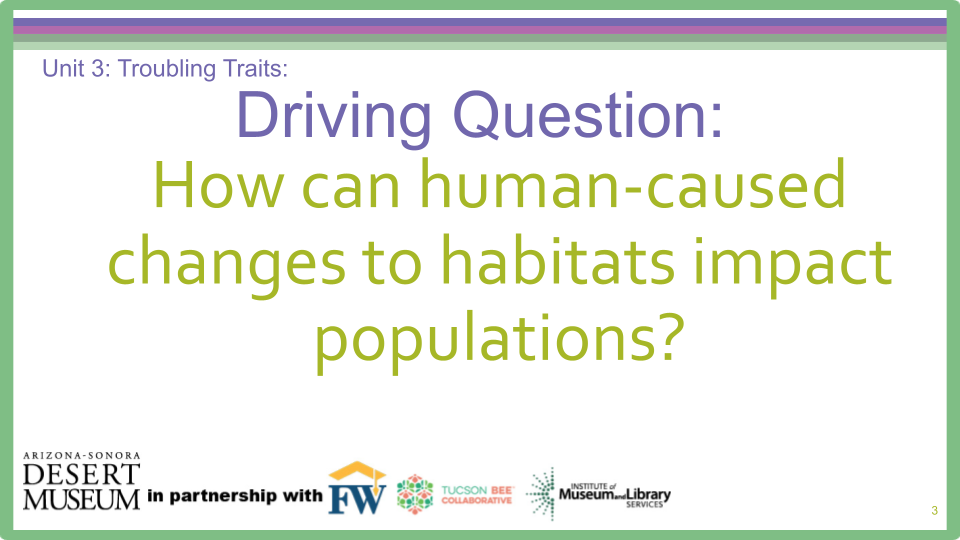 Unit 3: Troubling Traits:
Driving Question:
How can human-caused
changes to habitats impact
populations?
ARIZONA-SONORA
DESERT
MUSEUM
in partnership with
FW
TUCSON BEE
COLLABORATIVE
INSTITUTE of
Museum and Library
SERVICES
3